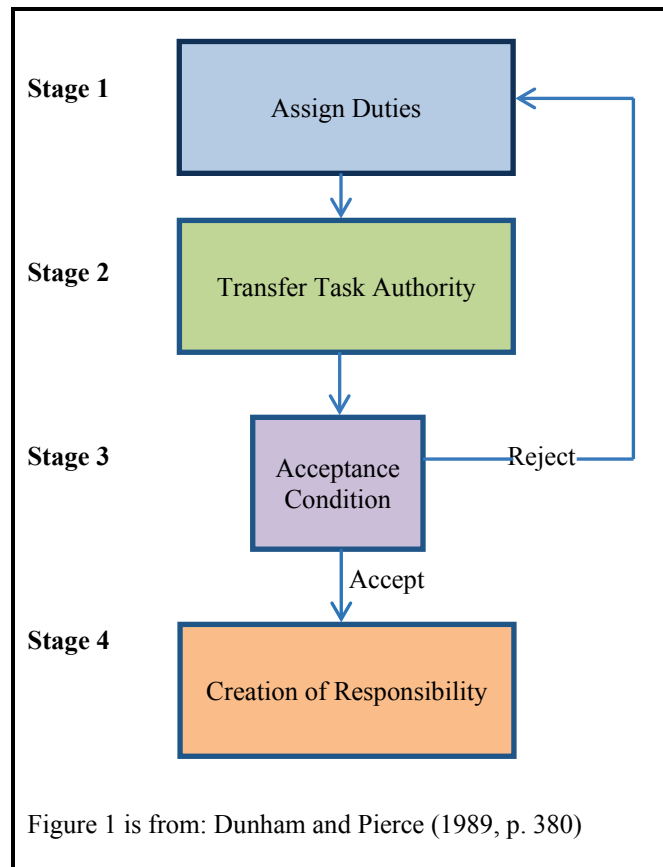 Stage 1
Assign Duties
Stage 2
Transfer Task Authority
Stage 3
Acceptance
Condition
Reject
Accept
Stage 4
Creation of Responsibility
Figure 1 is from: Dunham and Pierce (1989, p. 380)